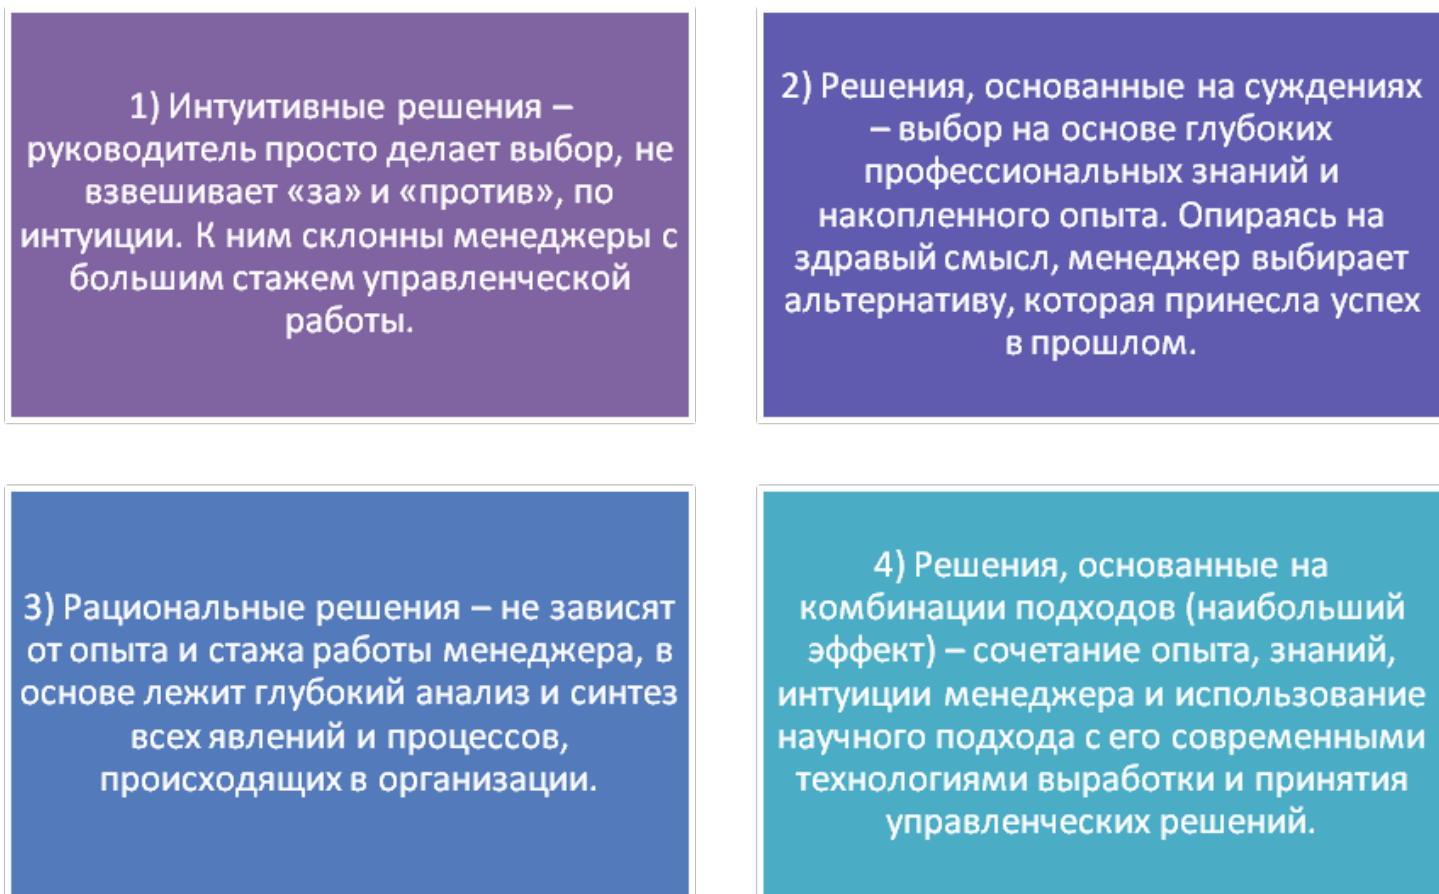 1) Интуитивные решения –
руководитель просто делает выбор, не
взвешивает «за» и «против», по
интуиции. К ним склонны менеджеры с
большим стажем управленческой
работы.
2) Решения, основанные на суждениях
– выбор на основе глубоких
профессиональных знаний и
накопленного опыта. Опираясь на
здравый смысл, менеджер выбирает
альтернативу, которая принесла успех
в прошлом.
3) Рациональные решения – не зависят
от опыта и стажа работы менеджера, в
основе лежит глубокий анализ и синтез
всех явлений и процессов,
происходящих в организации.
4) Решения, основанные на
комбинации подходов (наибольший
эффект) – сочетание опыта, знаний,
интуиции менеджера и использование
научного подхода с его современными
технологиями выработки и принятия
управленческих решений.